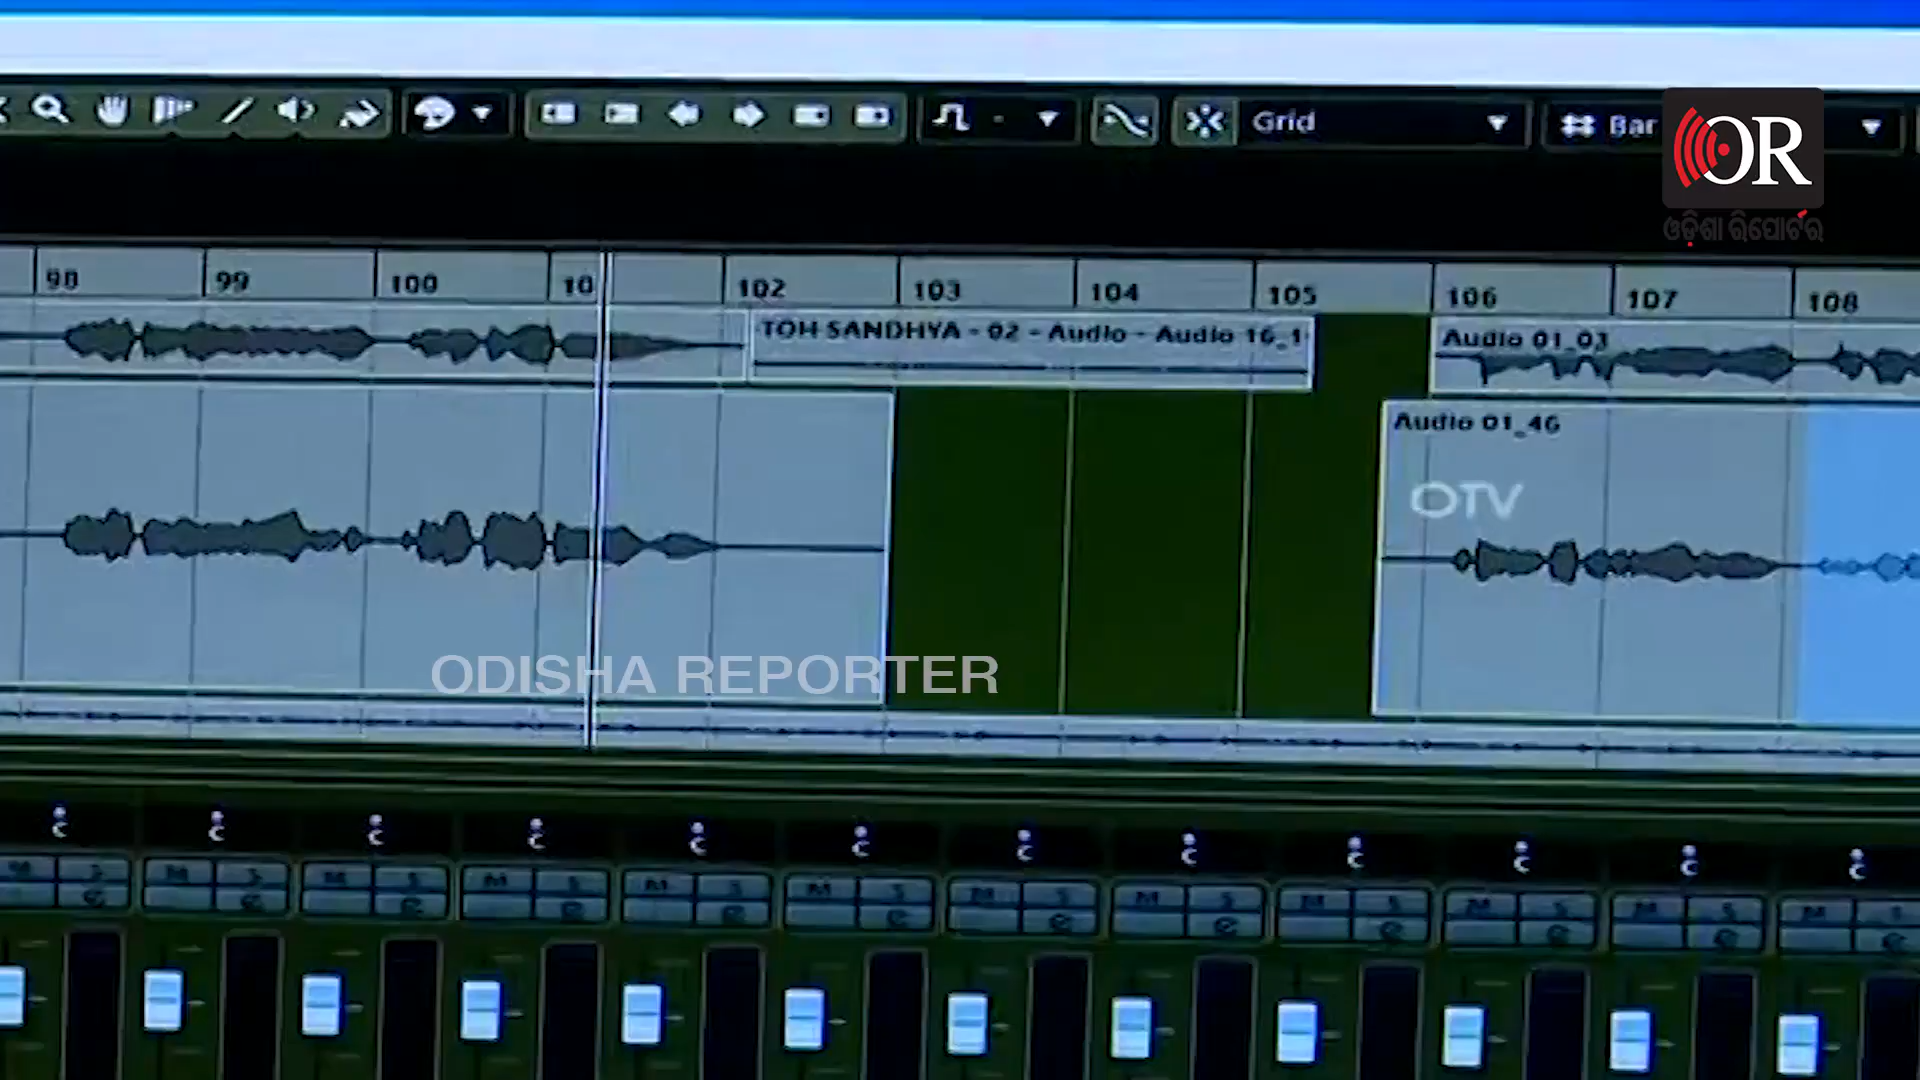 Grid
Bar
OR
ଓଡ଼ିଶା ରିପୋର୍ଟର
98 99 100 10 102 103 104 105 106 107 108
TOH SANDHYA - 02 - Audio - Audio 16_1
Audio 01_03
Audio 01_46
OTV
ODISHA REPORTER
M S M S M S M S M S M S M S M S M S M S M S